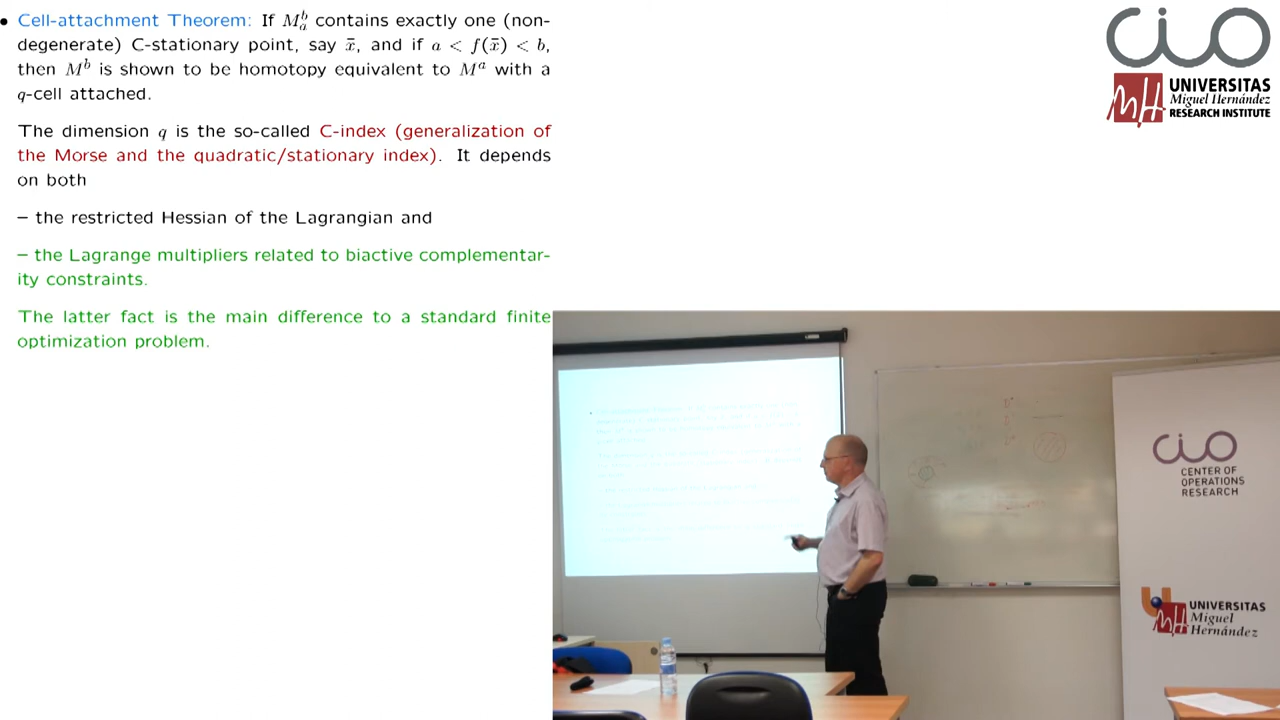 • Cell-attachment Theorem: If M_a^b contains exactly one (non-
degenerate) C-stationary point, say x̄, and if a < f(x̄) < b,
then M^b is shown to be homotopy equivalent to M^a with a
q-cell attached.
The dimension q is the so-called C-index (generalization of
the Morse and the quadratic/stationary index). It depends
on both
– the restricted Hessian of the Lagrangian and
– the Lagrange multipliers related to biactive complementar-
ity constraints.
The latter fact is the main difference to a standard finite
optimization problem.
CIO
UNIVERSITAS
Miguel Hernández
RESEARCH INSTITUTE
CIO
CENTER OF
OPERATIONS
RESEARCH
UNIVERSITAS
Miguel
Hernández